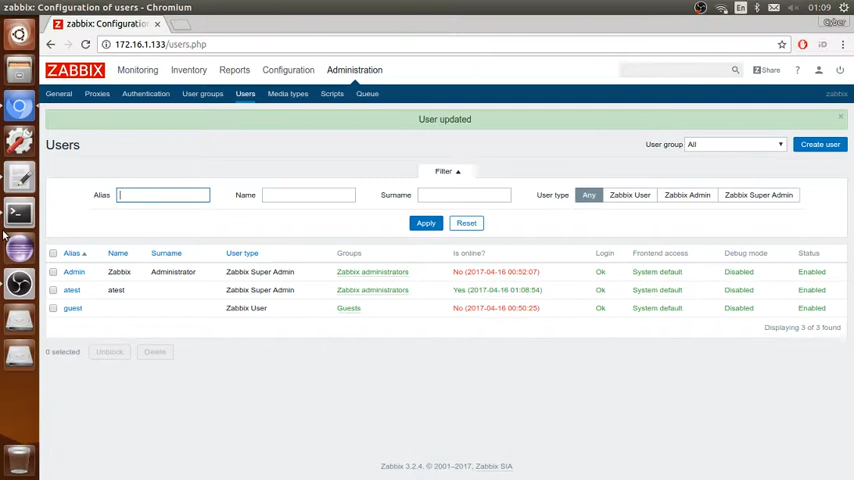 zabbix: Configuration of users - Chromium
En
01:09
zabbix: Configuratio
Cyber
172.16.1.133/users.php
iD
ZABBIX
Monitoring Inventory Reports Configuration Administration
Share
?
General Proxies Authentication User groups Users Media types Scripts Queue
zabbix
User updated
Users
User group All
Create user
Filter
Alias
Name
Surname
User type Any Zabbix User Zabbix Admin Zabbix Super Admin
Apply Reset
Alias Name Surname User type Groups Is online? Login Frontend access Debug mode Status
Admin Zabbix Administrator Zabbix Super Admin Zabbix administrators No (2017-04-16 00:52:07) Ok System default Disabled Enabled
atest atest Zabbix Super Admin Zabbix administrators Yes (2017-04-16 01:08:54) Ok System default Disabled Enabled
guest Zabbix User Guests No (2017-04-16 00:50:25) Ok System default Disabled Enabled
Displaying 3 of 3 found
0 selected Unblock Delete
Zabbix 3.2.4. © 2001–2017, Zabbix SIA